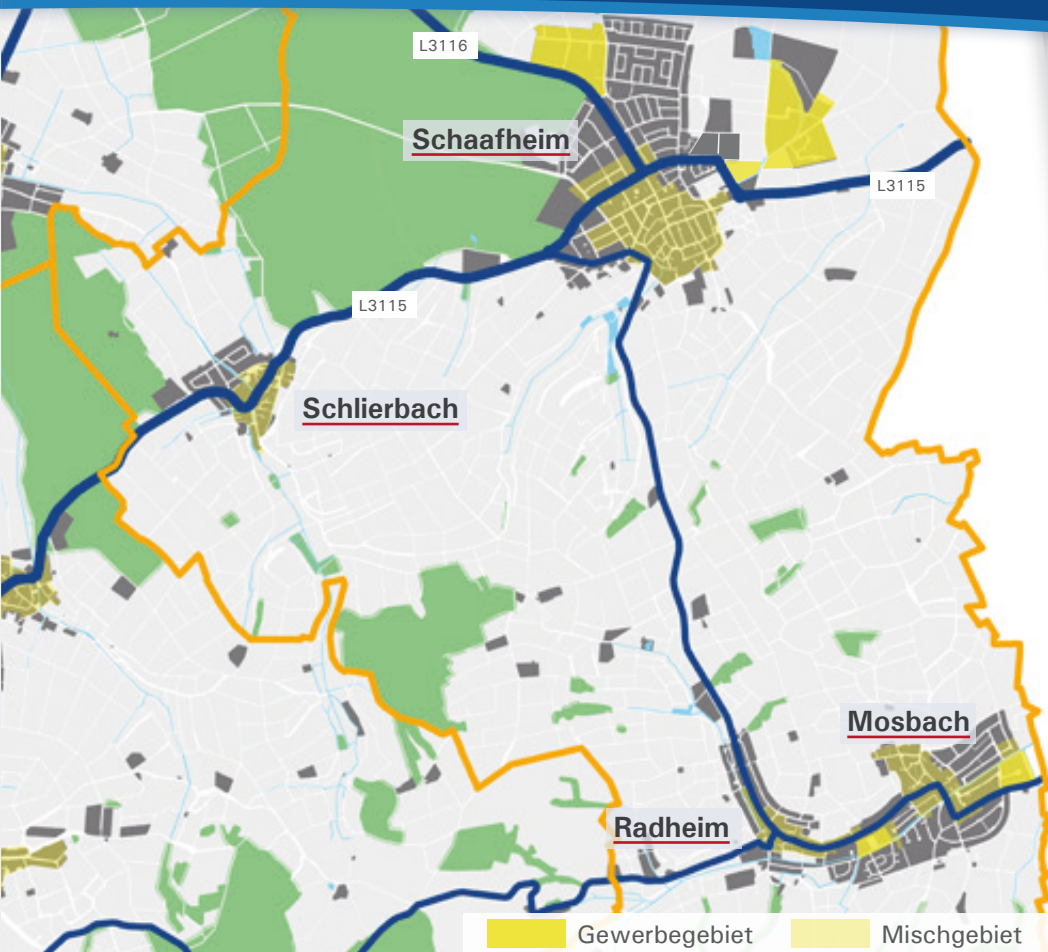 L3116
Schaafheim
L3115
L3115
Schlierbach
Mosbach
Radheim
Gewerbegebiet
Mischgebiet